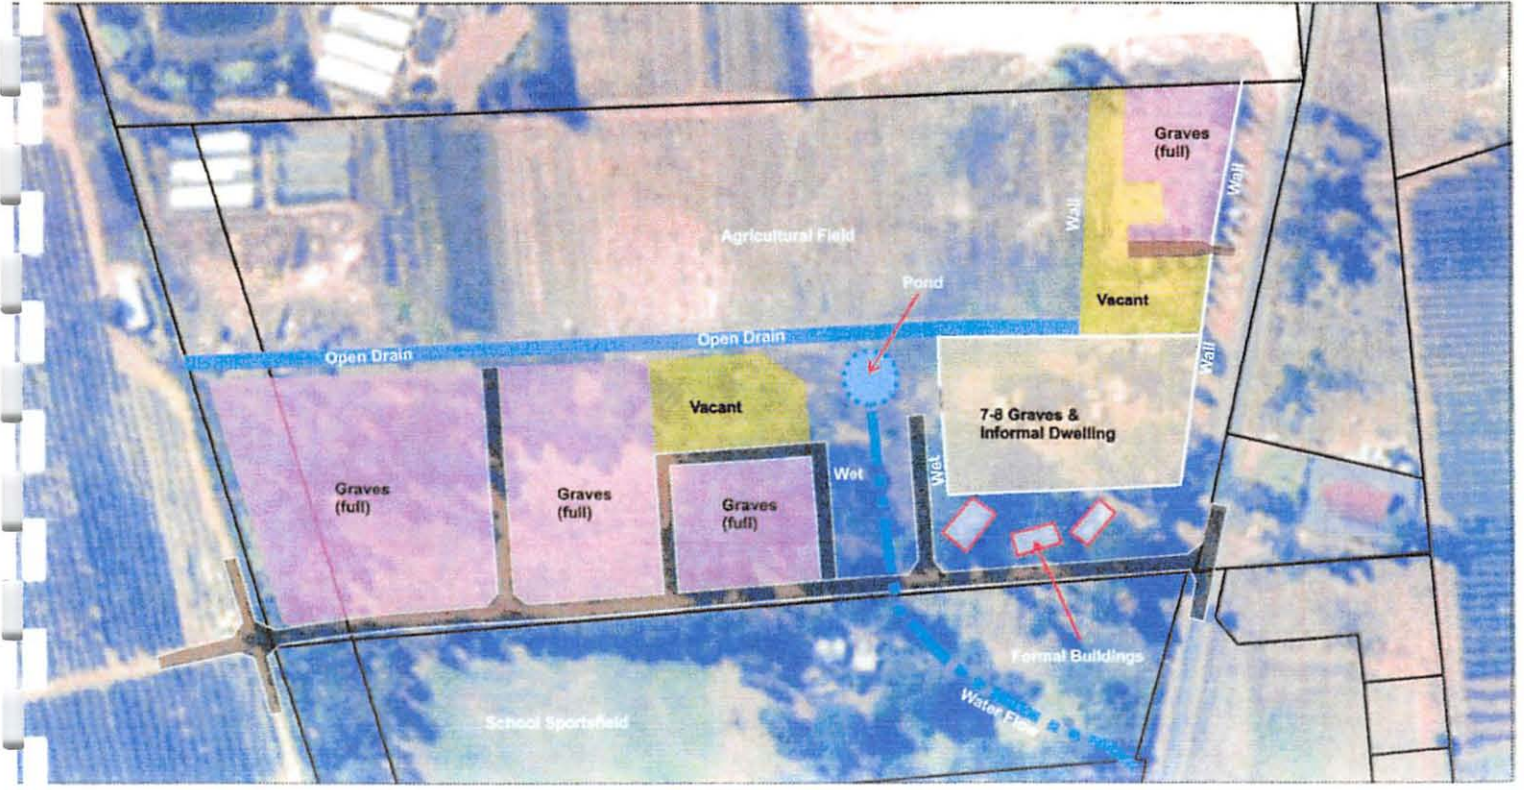 Graves
(full)
Wall
Wall
Agricultural Field
Pond
Vacant
Open Drain
Open Drain
Wall
Vacant
7-8 Graves &
Informal Dwelling
Wet
Wet
Graves
(full)
Graves
(full)
Graves
(full)
Formal Buildings
Water Flow
School Sportsfield